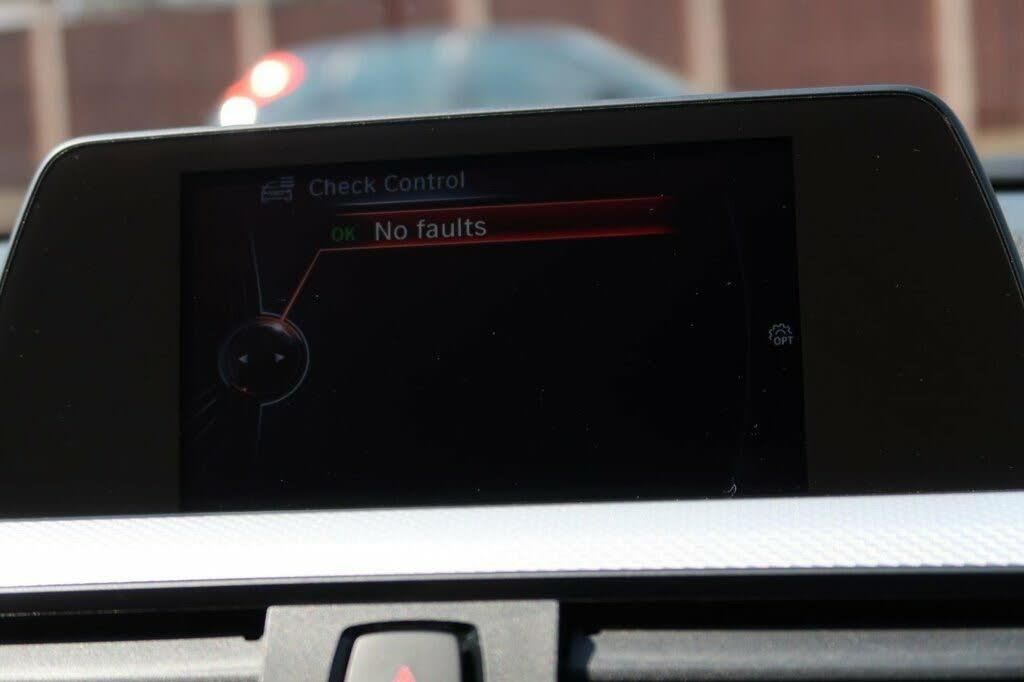 Check Control
OK No faults
OPT